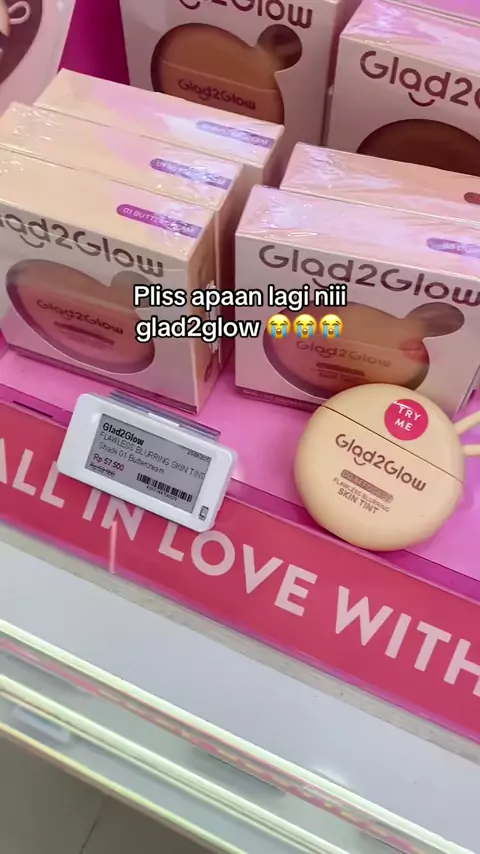 Glad2Glow
Glad2
01 BUTTERCREAM
Glad2Glow
Glad2Glow
Glad2Glow
Pliss apaan lagi niii
glad2glow 😭😭😭
TRY
ME
Glad2Glow
FLAWLESS BLURRING
SKIN TINT
Glad2Glow
FLAWLESS BLURRING SKIN TINT
Shade 01 Buttercream
Rp 57.500
ALL IN LOVE WITH